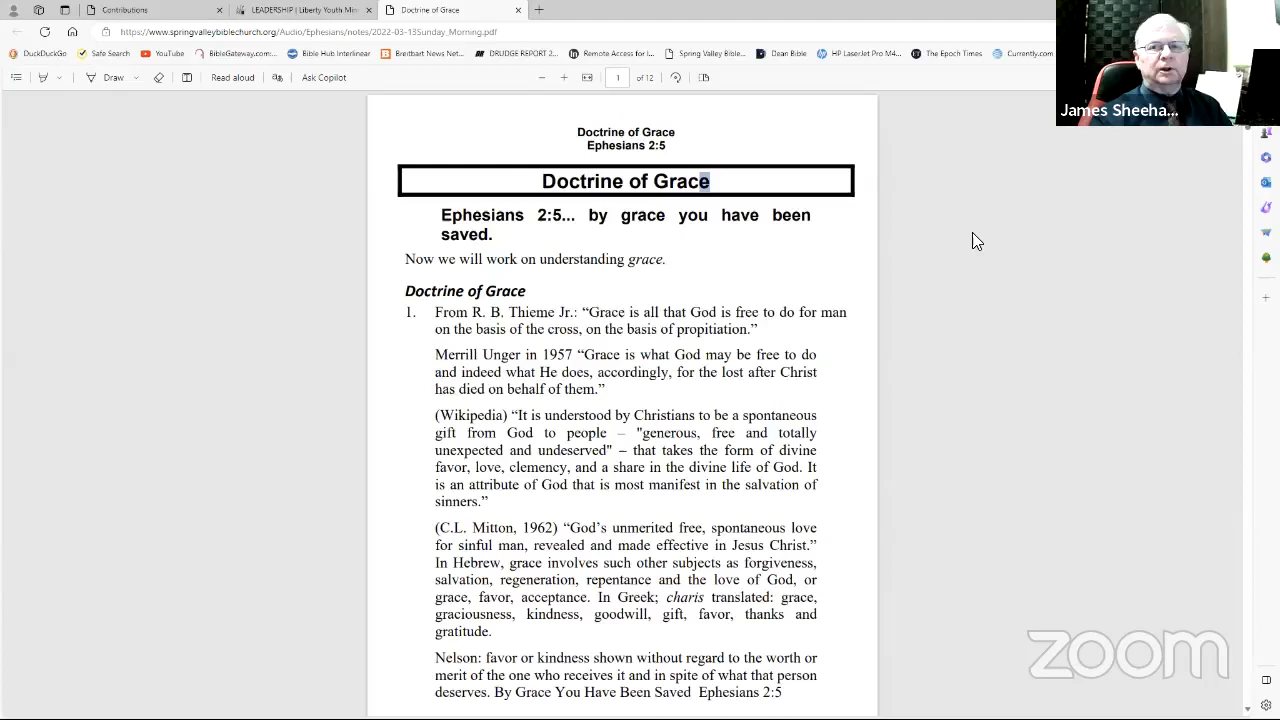 Contributions
LEADERSHIP | Liberty Youth Min
Doctrine of Grace
https://www.springvalleybiblechurch.org/Audio/Ephesians/notes/2022-03-13Sunday_Morning.pdf
DuckDuckGo
Safe Search
YouTube
BibleGateway.com:
Bible Hub Interlinear
DRUDGE REPORT 2...
Remote Access for I...
Spring Valley Bible...
Dean Bible
HP LaserJet Pro M4...
The Epoch Times
Currently.com
Draw
Read aloud
Ask Copilot
1 of 12
James Sheeha...
Doctrine of Grace
Ephesians 2:5
Doctrine of Grace
Ephesians 2:5... by grace you have been
saved.
Now we will work on understanding grace.
Doctrine of Grace
1. From R. B. Thieme Jr.: “Grace is all that God is free to do for man
on the basis of the cross, on the basis of propitiation.”
Merrill Unger in 1957 “Grace is what God may be free to do
and indeed what He does, accordingly, for the lost after Christ
has died on behalf of them.”
(Wikipedia) “It is understood by Christians to be a spontaneous
gift from God to people – "generous, free and totally
unexpected and undeserved" – that takes the form of divine
favor, love, clemency, and a share in the divine life of God. It
is an attribute of God that is most manifest in the salvation of
sinners.”
(C.L. Mitton, 1962) “God’s unmerited free, spontaneous love
for sinful man, revealed and made effective in Jesus Christ.”
In Hebrew, grace involves such other subjects as forgiveness,
salvation, regeneration, repentance and the love of God, or
grace, favor, acceptance. In Greek; charis translated: grace,
graciousness, kindness, goodwill, gift, favor, thanks and
gratitude.
Nelson: favor or kindness shown without regard to the worth or
merit of the one who receives it and in spite of what that person
deserves. By Grace You Have Been Saved Ephesians 2:5
zoom